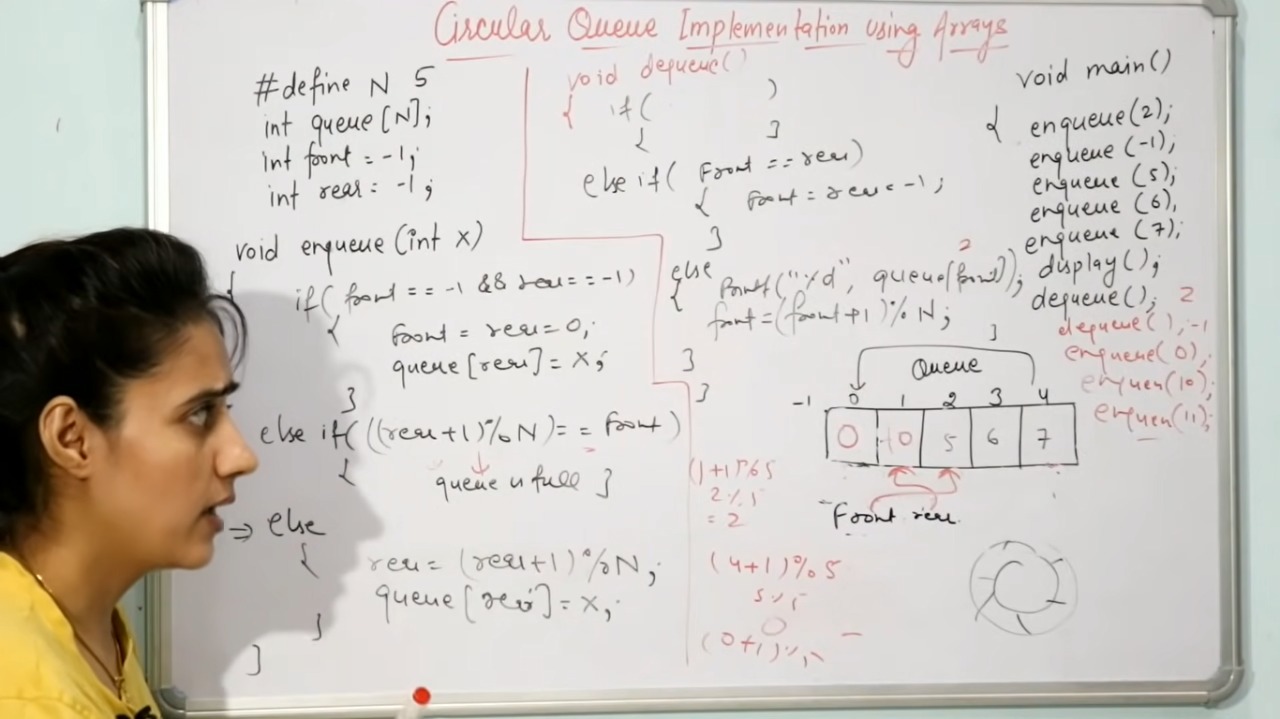 Circular Queue Implementation using Arrays
#define N 5
int queue[N];
int front = -1;
int rear = -1;
void enqueue(int x)
{
if( front == -1 && rear == -1)
{ front = rear = 0;
queue[rear] = x;
}
else if( ((rear+1)%N) == front)
{ queue is full }
→ else
{ rear = (rear+1)%N;
queue[rear] = x;
}
}
void dequeue()
{ if( )
{ }
else if( Front == rear)
{ front = rear = -1;
}
else
{ printf("%d", queue[front]);
2
front = (front+1)%N;
}
}
}
void main()
{ enqueue(2);
enqueue(-1);
enqueue(5);
enqueue(6),
enqueue(7);
display();
dequeue(); 2
dequeue(), -1
enqueue(0),
enqueu(10);
enqueu(11);
Queue
-1 0 1 2 3 4
0 10 5 6 7
Front rear
(1+1)%5
2%5
= 2
(4+1)%5
5%5
0
(0+1)%5